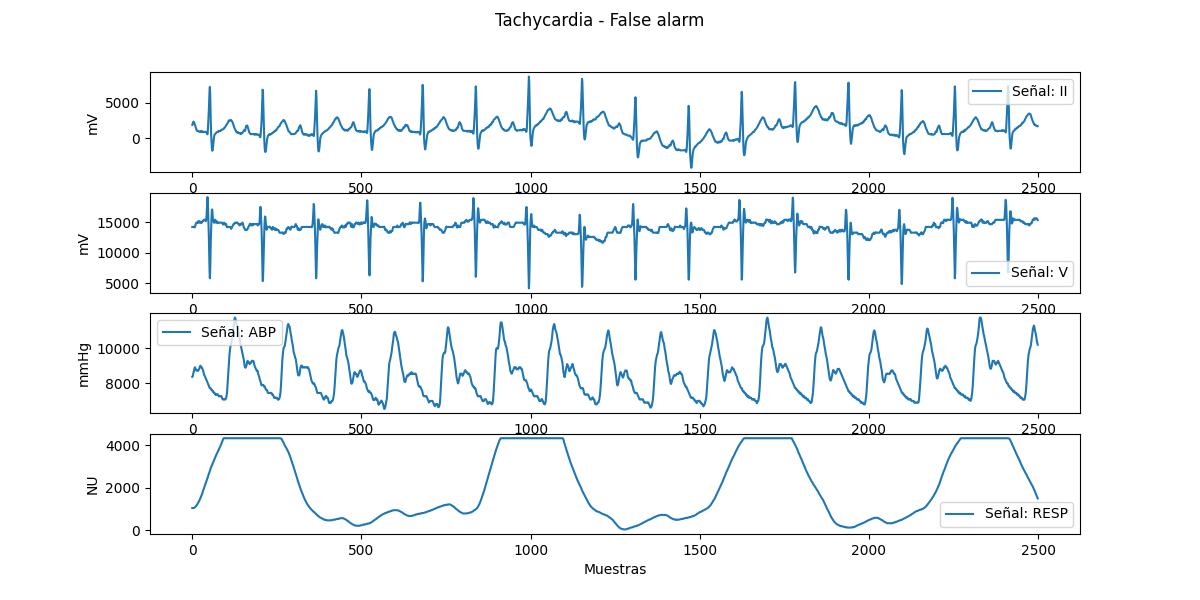 Tachycardia - False alarm
mV
5000
0
Señal: II
0 500 1000 1500 2000 2500
mV
15000
10000
5000
Señal: V
0 500 1000 1500 2000 2500
mmHg
10000
8000
Señal: ABP
0 500 1000 1500 2000 2500
NU
4000
2000
0
Señal: RESP
0 500 1000 1500 2000 2500
Muestras